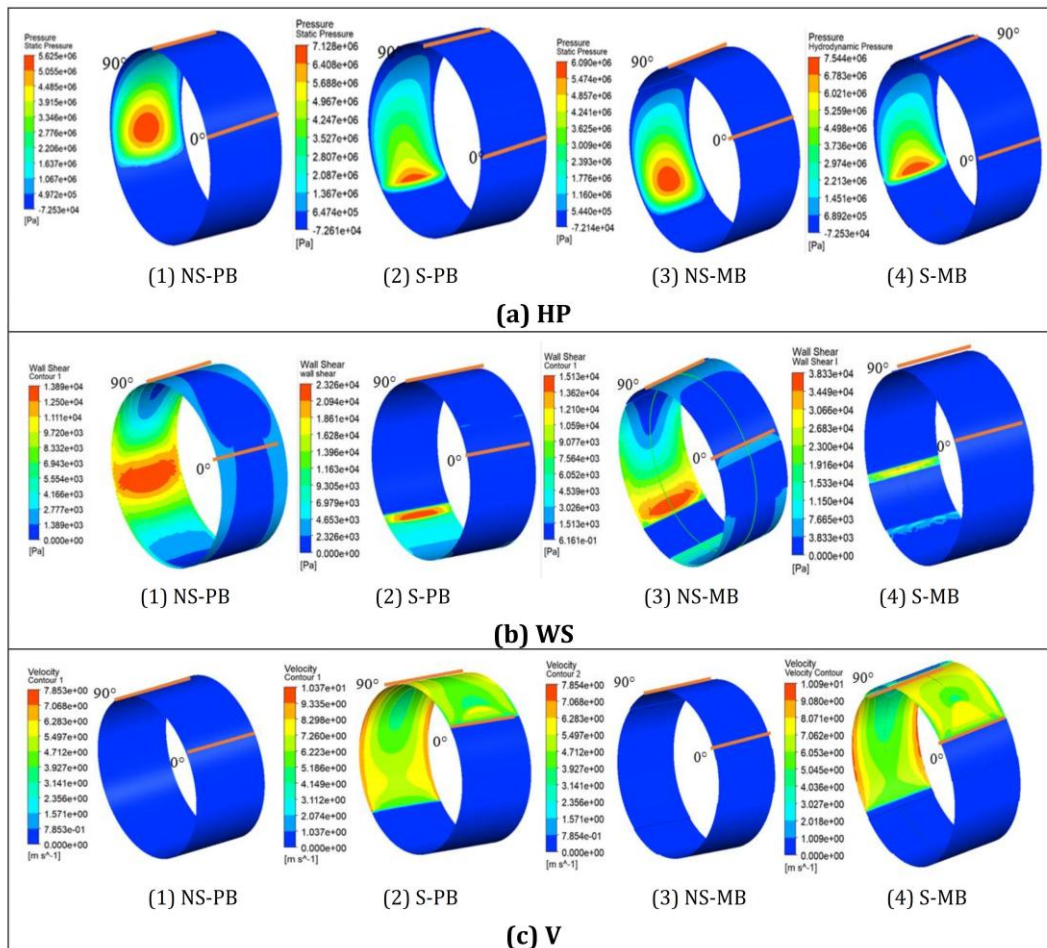 Pressure
Static Pressure
5.625e+06
5.055e+06
4.485e+06
3.915e+06
3.346e+06
2.776e+06
2.206e+06
1.637e+06
1.067e+06
4.972e+05
-7.253e+04
[Pa]
90°
0°
(1) NS-PB
Pressure
Static Pressure
7.128e+06
6.408e+06
5.688e+06
4.967e+06
4.247e+06
3.527e+06
2.807e+06
2.087e+06
1.367e+06
6.474e+05
-7.261e+04
[Pa]
90°
0°
(2) S-PB
Pressure
Static Pressure
6.090e+06
5.474e+06
4.857e+06
4.241e+06
3.625e+06
3.009e+06
2.393e+06
1.776e+06
1.160e+06
5.440e+05
-7.214e+04
[Pa]
90°
0°
(3) NS-MB
Pressure
Hydrodynamic Pressure
7.544e+06
6.783e+06
6.021e+06
5.259e+06
4.498e+06
3.736e+06
2.974e+06
2.213e+06
1.451e+06
6.892e+05
-7.253e+04
[Pa]
90°
0°
(4) S-MB
(a) HP
Wall Shear
Contour 1
1.389e+04
1.250e+04
1.111e+04
9.720e+03
8.332e+03
6.943e+03
5.554e+03
4.166e+03
2.777e+03
1.389e+03
0.000e+00
[Pa]
90°
0°
(1) NS-PB
Wall Shear
wall shear
2.326e+04
2.094e+04
1.861e+04
1.628e+04
1.396e+04
1.163e+04
9.305e+03
6.979e+03
4.653e+03
2.326e+03
0.000e+00
[Pa]
90°
0°
(2) S-PB
Wall Shear
Contour 1
1.513e+04
1.362e+04
1.210e+04
1.059e+04
9.077e+03
7.564e+03
6.052e+03
4.539e+03
3.026e+03
1.513e+03
6.161e-01
[Pa]
90°
0°
(3) NS-MB
Wall Shear
Wall Shear I
3.833e+04
3.449e+04
3.066e+04
2.683e+04
2.300e+04
1.916e+04
1.533e+04
1.150e+04
7.665e+03
3.833e+03
0.000e+00
[Pa]
90°
0°
(4) S-MB
(b) WS
Velocity
Contour 1
7.853e+00
7.068e+00
6.283e+00
5.497e+00
4.712e+00
3.927e+00
3.141e+00
2.356e+00
1.571e+00
7.853e-01
0.000e+00
[m s^-1]
90°
0°
(1) NS-PB
Velocity
Contour 1
1.037e+01
9.335e+00
8.298e+00
7.260e+00
6.223e+00
5.186e+00
4.149e+00
3.112e+00
2.074e+00
1.037e+00
0.000e+00
[m s^-1]
90°
0°
(2) S-PB
Velocity
Contour 2
7.854e+00
7.068e+00
6.283e+00
5.497e+00
4.712e+00
3.927e+00
3.141e+00
2.356e+00
1.571e+00
7.854e-01
0.000e+00
[m s^-1]
90°
0°
(3) NS-MB
Velocity
Velocity Contour
1.009e+01
9.080e+00
8.071e+00
7.062e+00
6.053e+00
5.045e+00
4.036e+00
3.027e+00
2.018e+00
1.009e+00
0.000e+00
[m s^-1]
90°
0°
(4) S-MB
(c) V